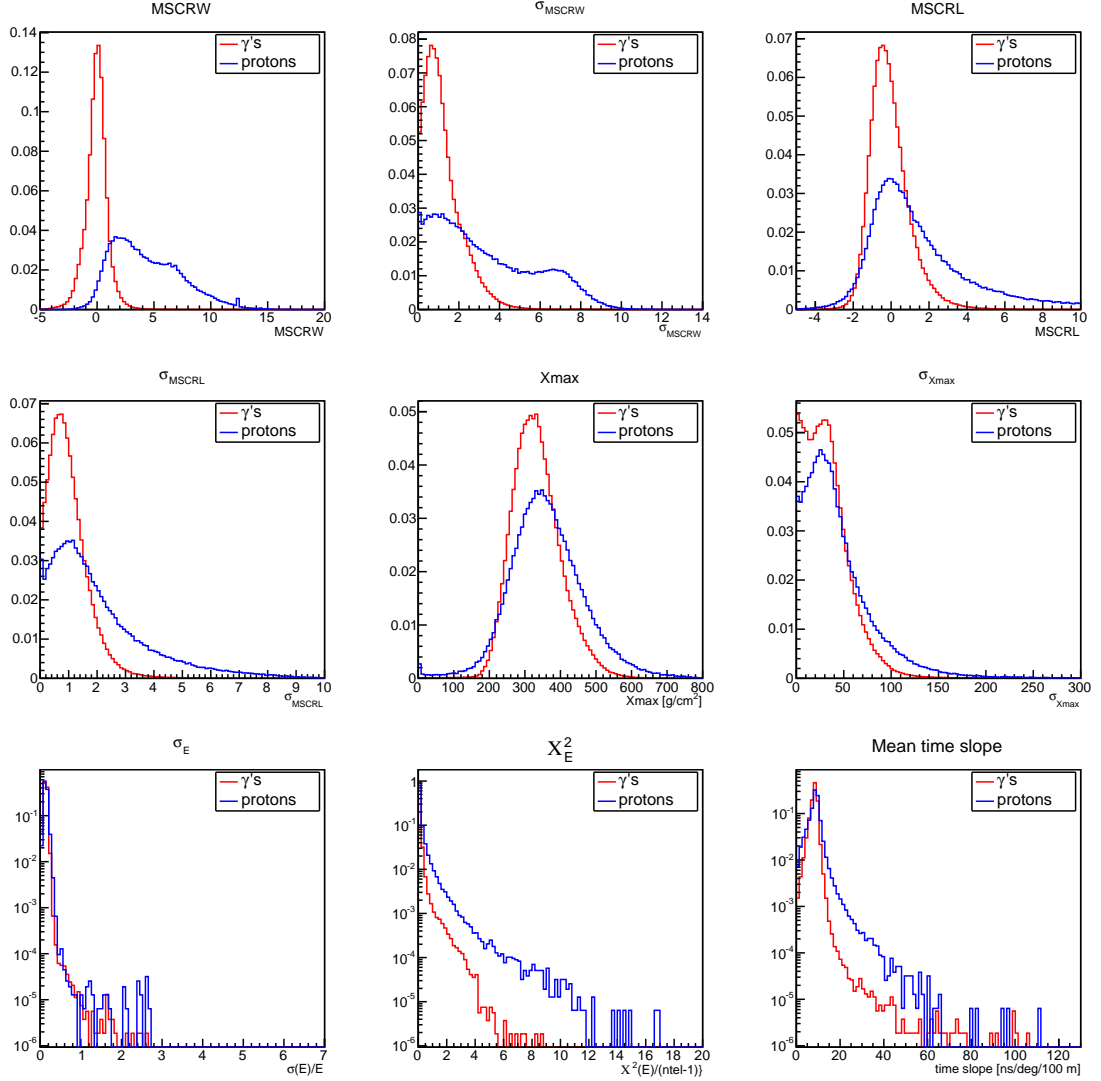 MSCRW
σMSCRW
MSCRL
0.14
0.12
0.1
0.08
0.06
0.04
0.02
0
-5 0 5 10 15 20
MSCRW
γ's
protons
0.08
0.07
0.06
0.05
0.04
0.03
0.02
0.01
0
0 2 4 6 8 10 12 14
σMSCRW
γ's
protons
0.07
0.06
0.05
0.04
0.03
0.02
0.01
0
-4 -2 0 2 4 6 8 10
MSCRL
γ's
protons
σMSCRL
Xmax
σXmax
0.07
0.06
0.05
0.04
0.03
0.02
0.01
0
0 1 2 3 4 5 6 7 8 9 10
σMSCRL
γ's
protons
0.05
0.04
0.03
0.02
0.01
0
0 100 200 300 400 500 600 700 800
Xmax [g/cm²]
γ's
protons
0.05
0.04
0.03
0.02
0.01
0
0 50 100 150 200 250 300
σXmax
γ's
protons
σE
X²E
Mean time slope
10⁻¹
10⁻²
10⁻³
10⁻⁴
10⁻⁵
10⁻⁶
0 1 2 3 4 5 6 7
σ(E)/E
γ's
protons
1
10⁻¹
10⁻²
10⁻³
10⁻⁴
10⁻⁵
10⁻⁶
0 2 4 6 8 10 12 14 16 18 20
X²(E)/(ntel-1)}
γ's
protons
10⁻¹
10⁻²
10⁻³
10⁻⁴
10⁻⁵
10⁻⁶
0 20 40 60 80 100 120
time slope [ns/deg/100 m]
γ's
protons